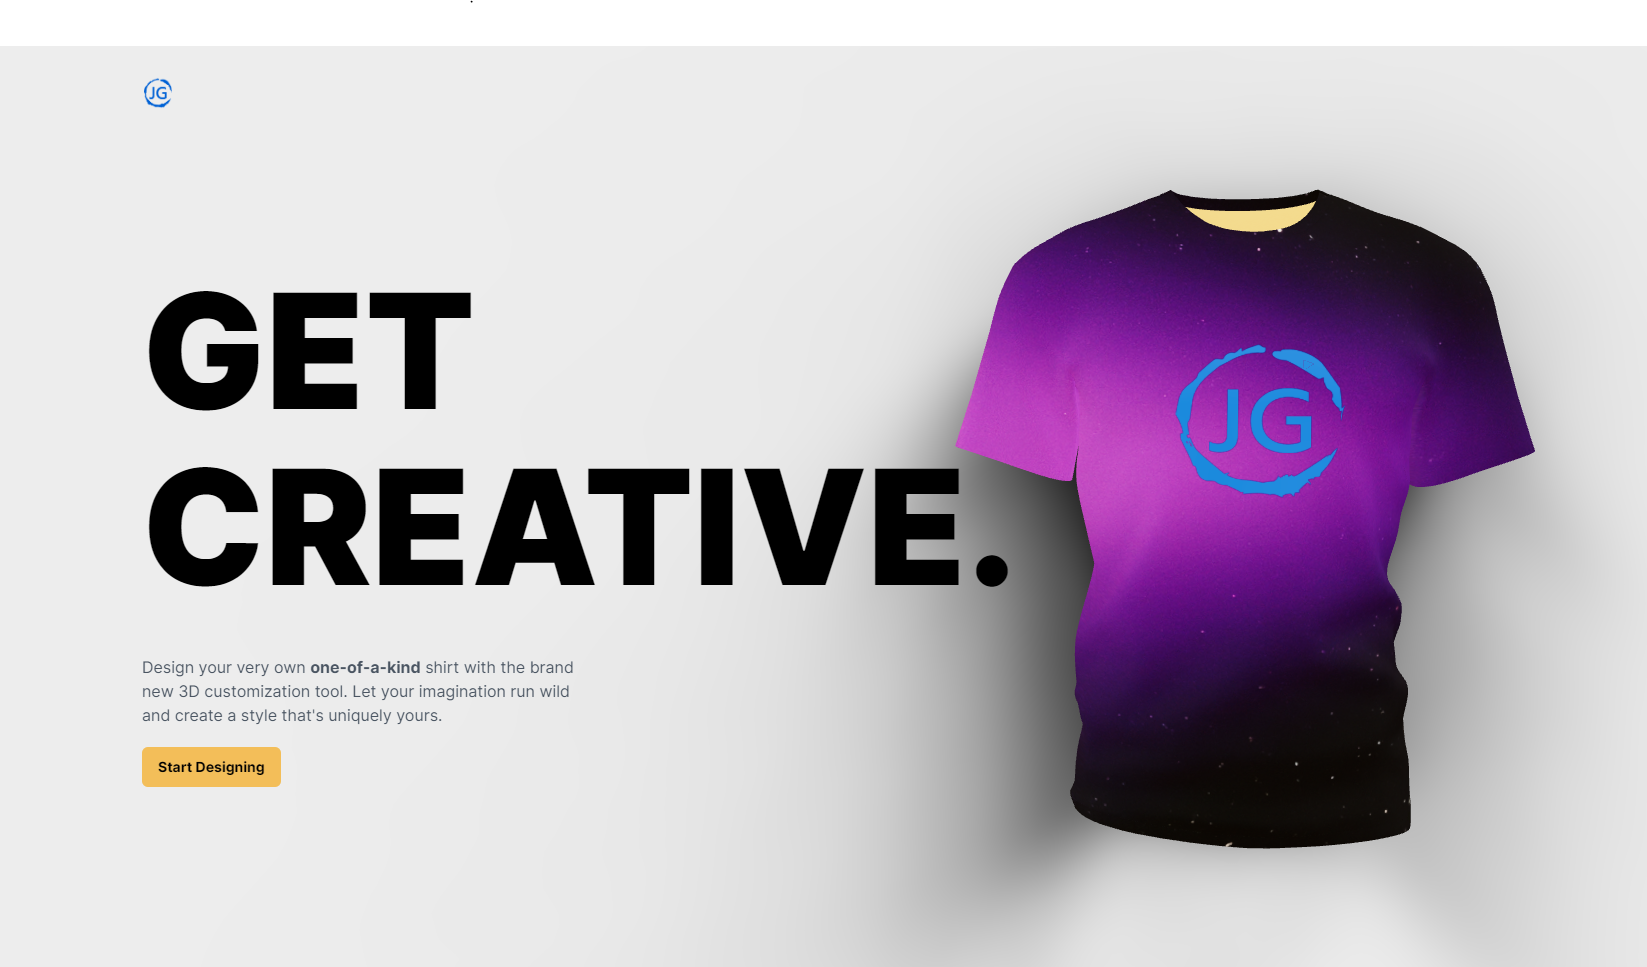 JG
GET
CREATIVE.
JG
Design your very own one-of-a-kind shirt with the brand
new 3D customization tool. Let your imagination run wild
and create a style that's uniquely yours.
Start Designing